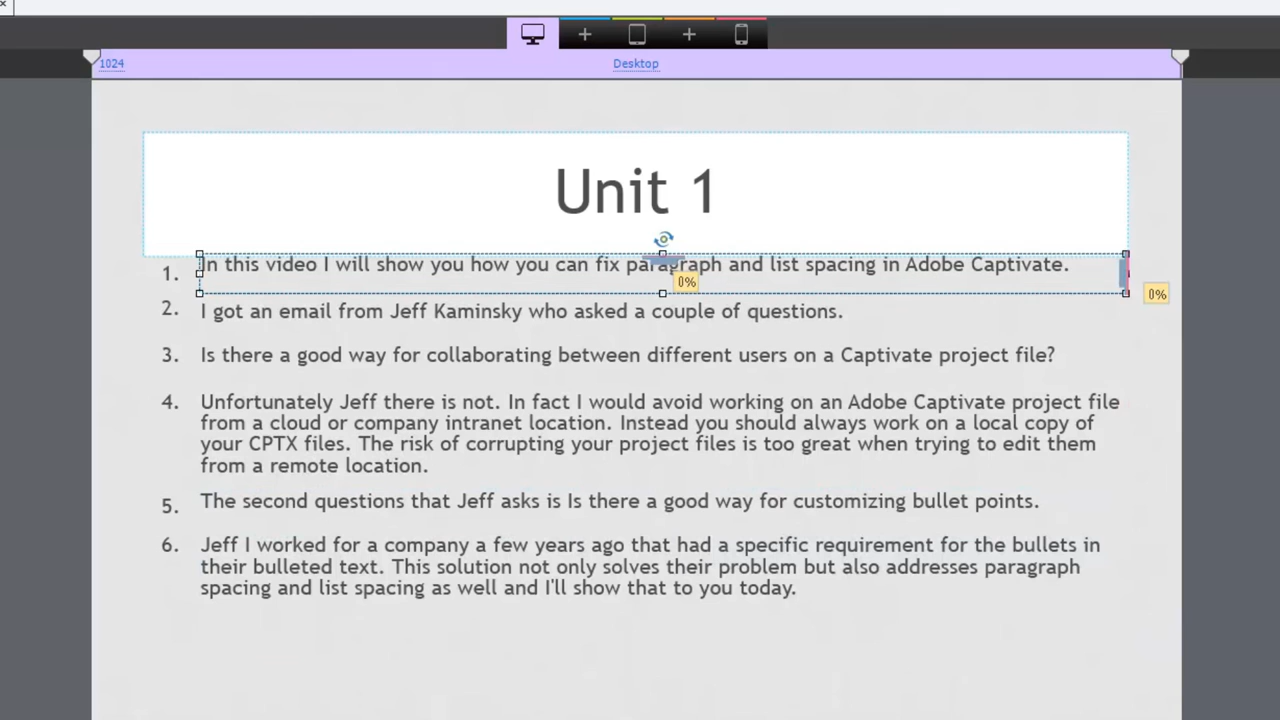 1024
Desktop
Unit 1
1. In this video I will show you how you can fix paragraph and list spacing in Adobe Captivate.
0%
0%
2. I got an email from Jeff Kaminsky who asked a couple of questions.
3. Is there a good way for collaborating between different users on a Captivate project file?
4. Unfortunately Jeff there is not. In fact I would avoid working on an Adobe Captivate project file
from a cloud or company intranet location. Instead you should always work on a local copy of
your CPTX files. The risk of corrupting your project files is too great when trying to edit them
from a remote location.
5. The second questions that Jeff asks is Is there a good way for customizing bullet points.
6. Jeff I worked for a company a few years ago that had a specific requirement for the bullets in
their bulleted text. This solution not only solves their problem but also addresses paragraph
spacing and list spacing as well and I'll show that to you today.